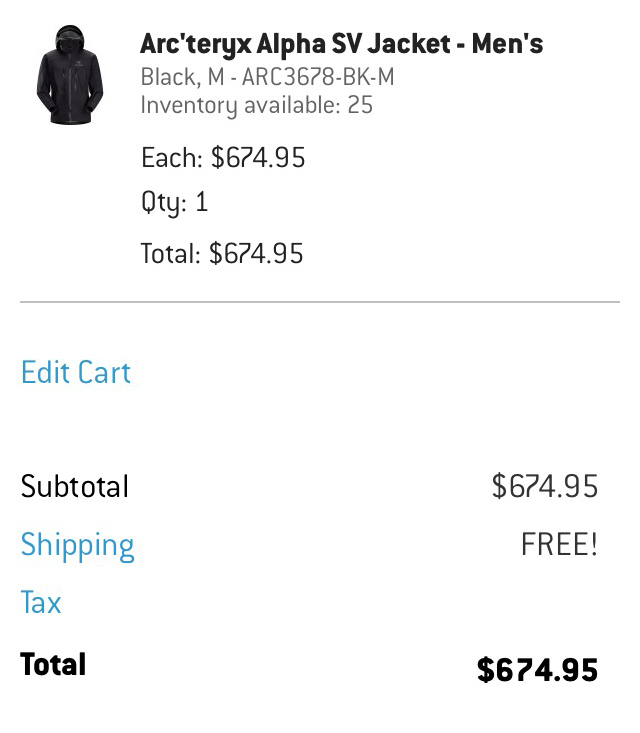 Arc'teryx Alpha SV Jacket - Men's
Black, M - ARC3678-BK-M
Inventory available: 25
Each: $674.95
Qty: 1
Total: $674.95
Edit Cart
Subtotal $674.95
Shipping FREE!
Tax
Total $674.95